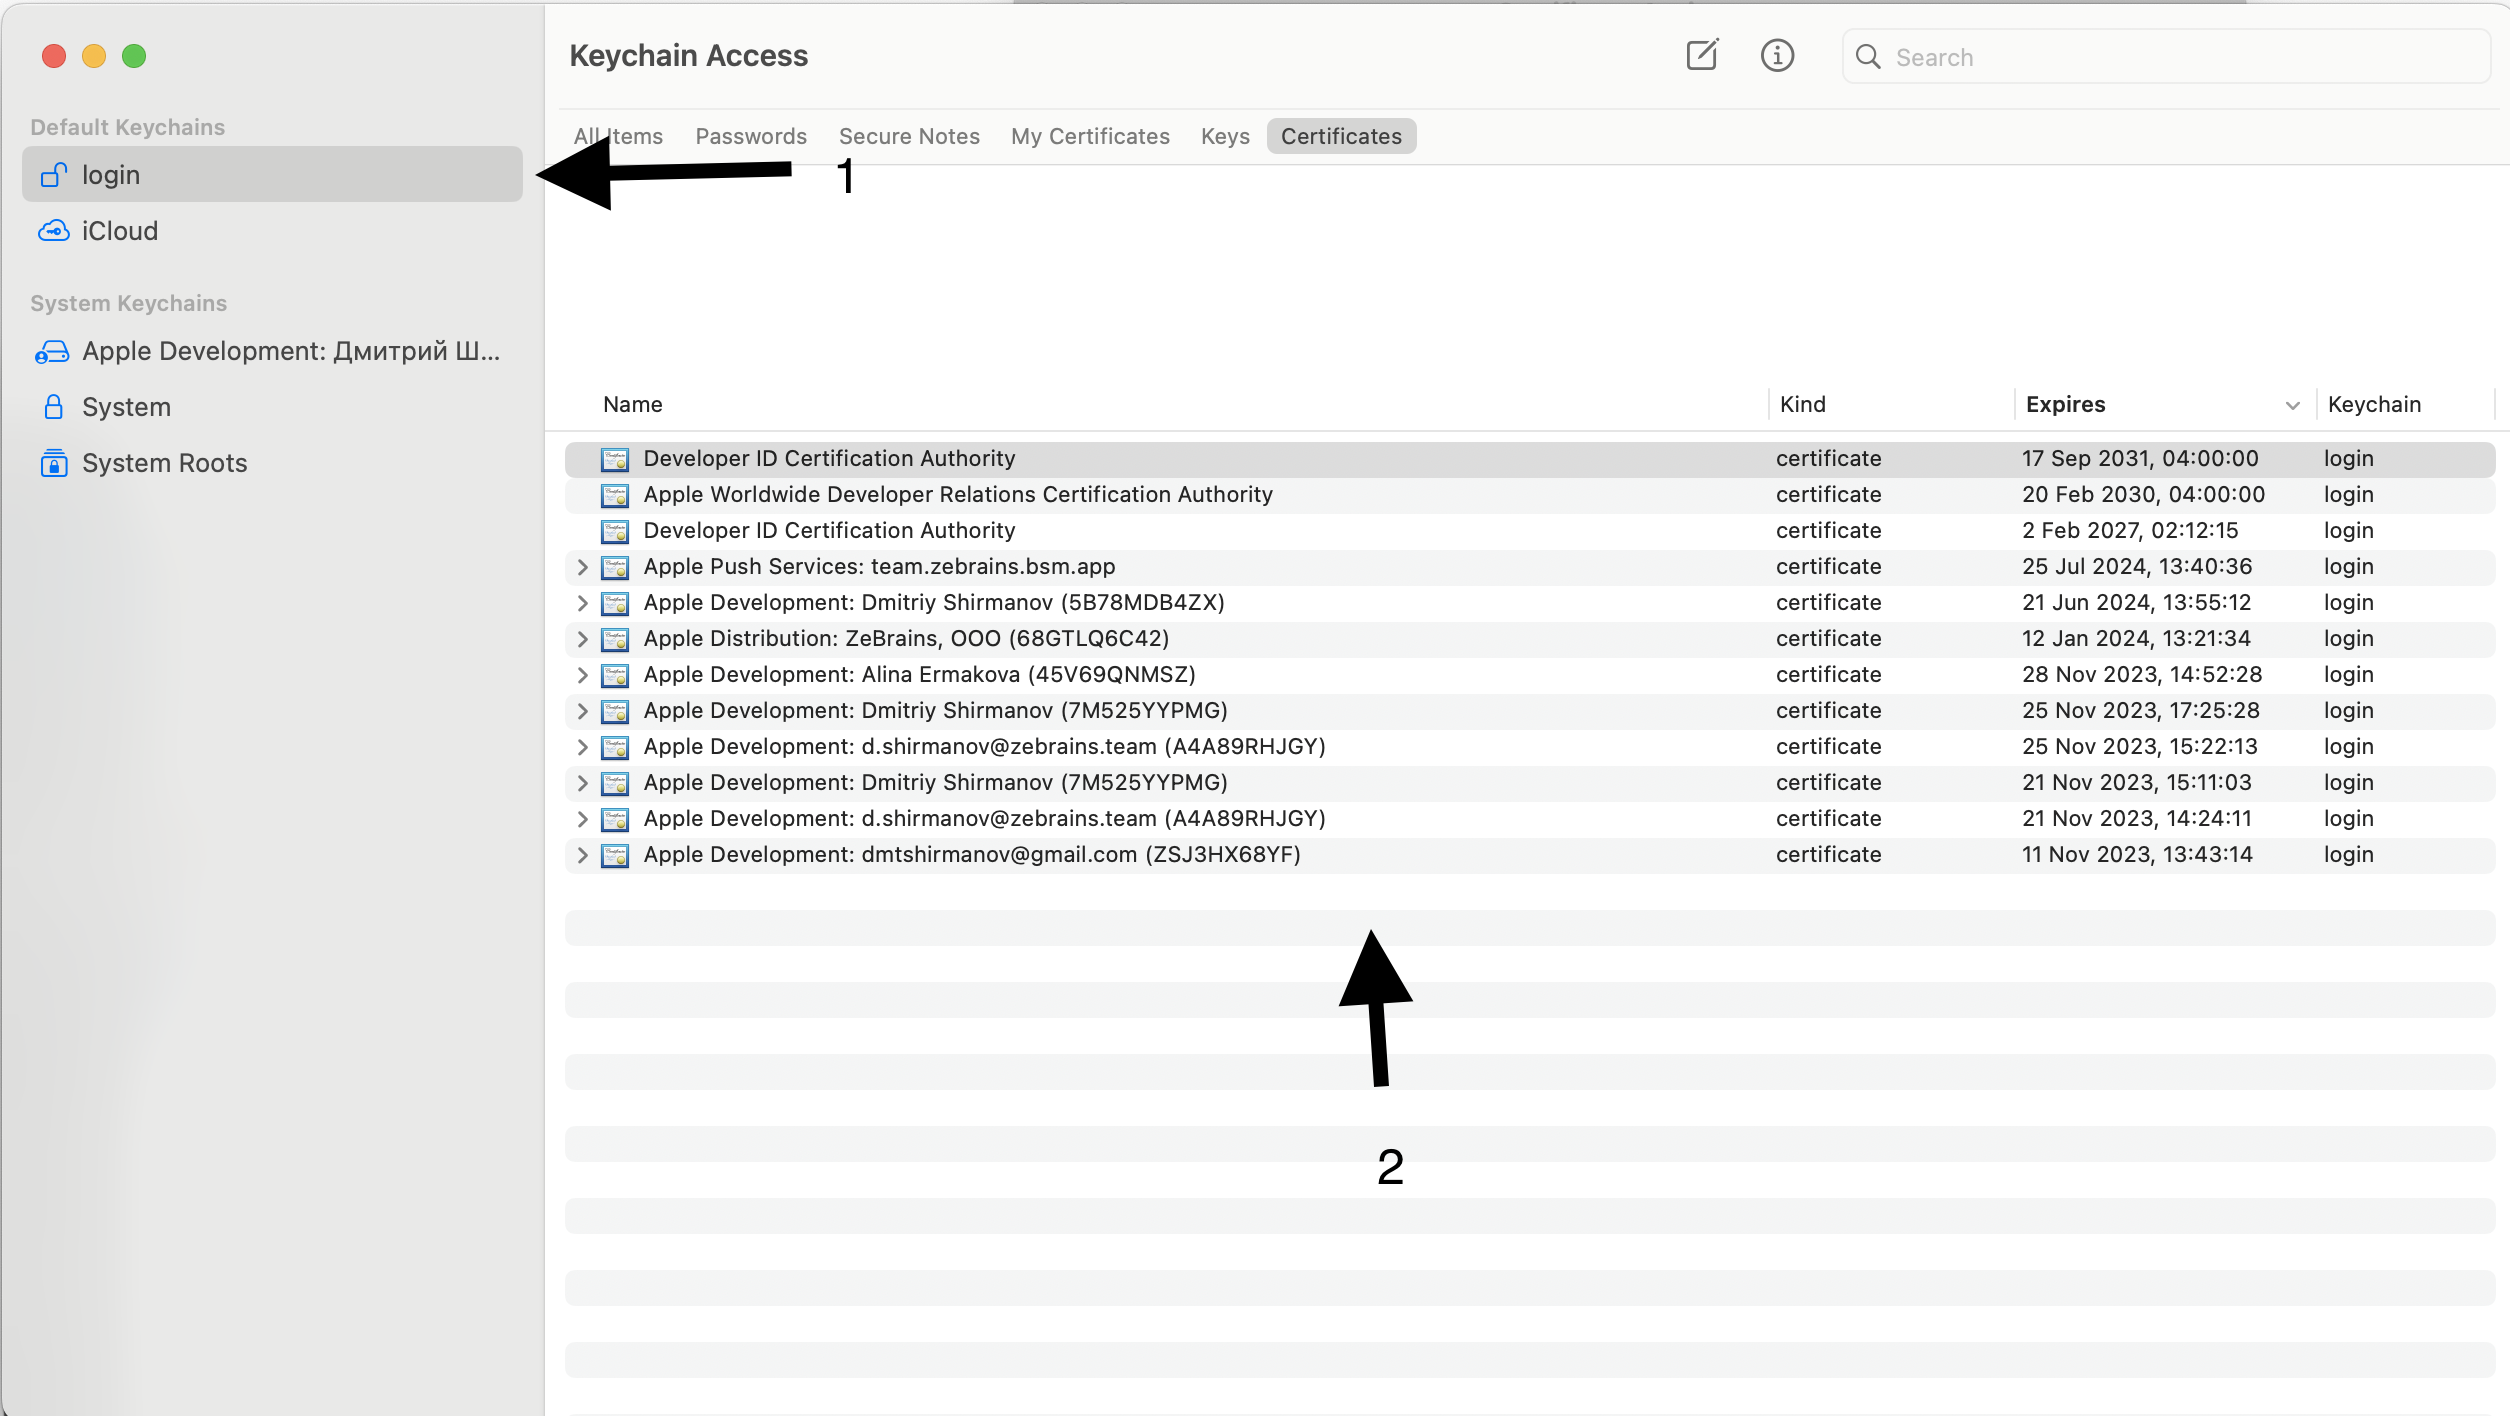 Keychain Access
Search
Default Keychains
login
iCloud
System Keychains
Apple Development: Дмитрий Ш...
System
System Roots
All Items Passwords Secure Notes My Certificates Keys Certificates
1
Name Kind Expires Keychain
Developer ID Certification Authority certificate 17 Sep 2031, 04:00:00 login
Apple Worldwide Developer Relations Certification Authority certificate 20 Feb 2030, 04:00:00 login
Developer ID Certification Authority certificate 2 Feb 2027, 02:12:15 login
Apple Push Services: team.zebrains.bsm.app certificate 25 Jul 2024, 13:40:36 login
Apple Development: Dmitriy Shirmanov (5B78MDB4ZX) certificate 21 Jun 2024, 13:55:12 login
Apple Distribution: ZeBrains, OOO (68GTLQ6C42) certificate 12 Jan 2024, 13:21:34 login
Apple Development: Alina Ermakova (45V69QNMSZ) certificate 28 Nov 2023, 14:52:28 login
Apple Development: Dmitriy Shirmanov (7M525YYPMG) certificate 25 Nov 2023, 17:25:28 login
Apple Development: d.shirmanov@zebrains.team (A4A89RHJGY) certificate 25 Nov 2023, 15:22:13 login
Apple Development: Dmitriy Shirmanov (7M525YYPMG) certificate 21 Nov 2023, 15:11:03 login
Apple Development: d.shirmanov@zebrains.team (A4A89RHJGY) certificate 21 Nov 2023, 14:24:11 login
Apple Development: dmtshirmanov@gmail.com (ZSJ3HX68YF) certificate 11 Nov 2023, 13:43:14 login
2